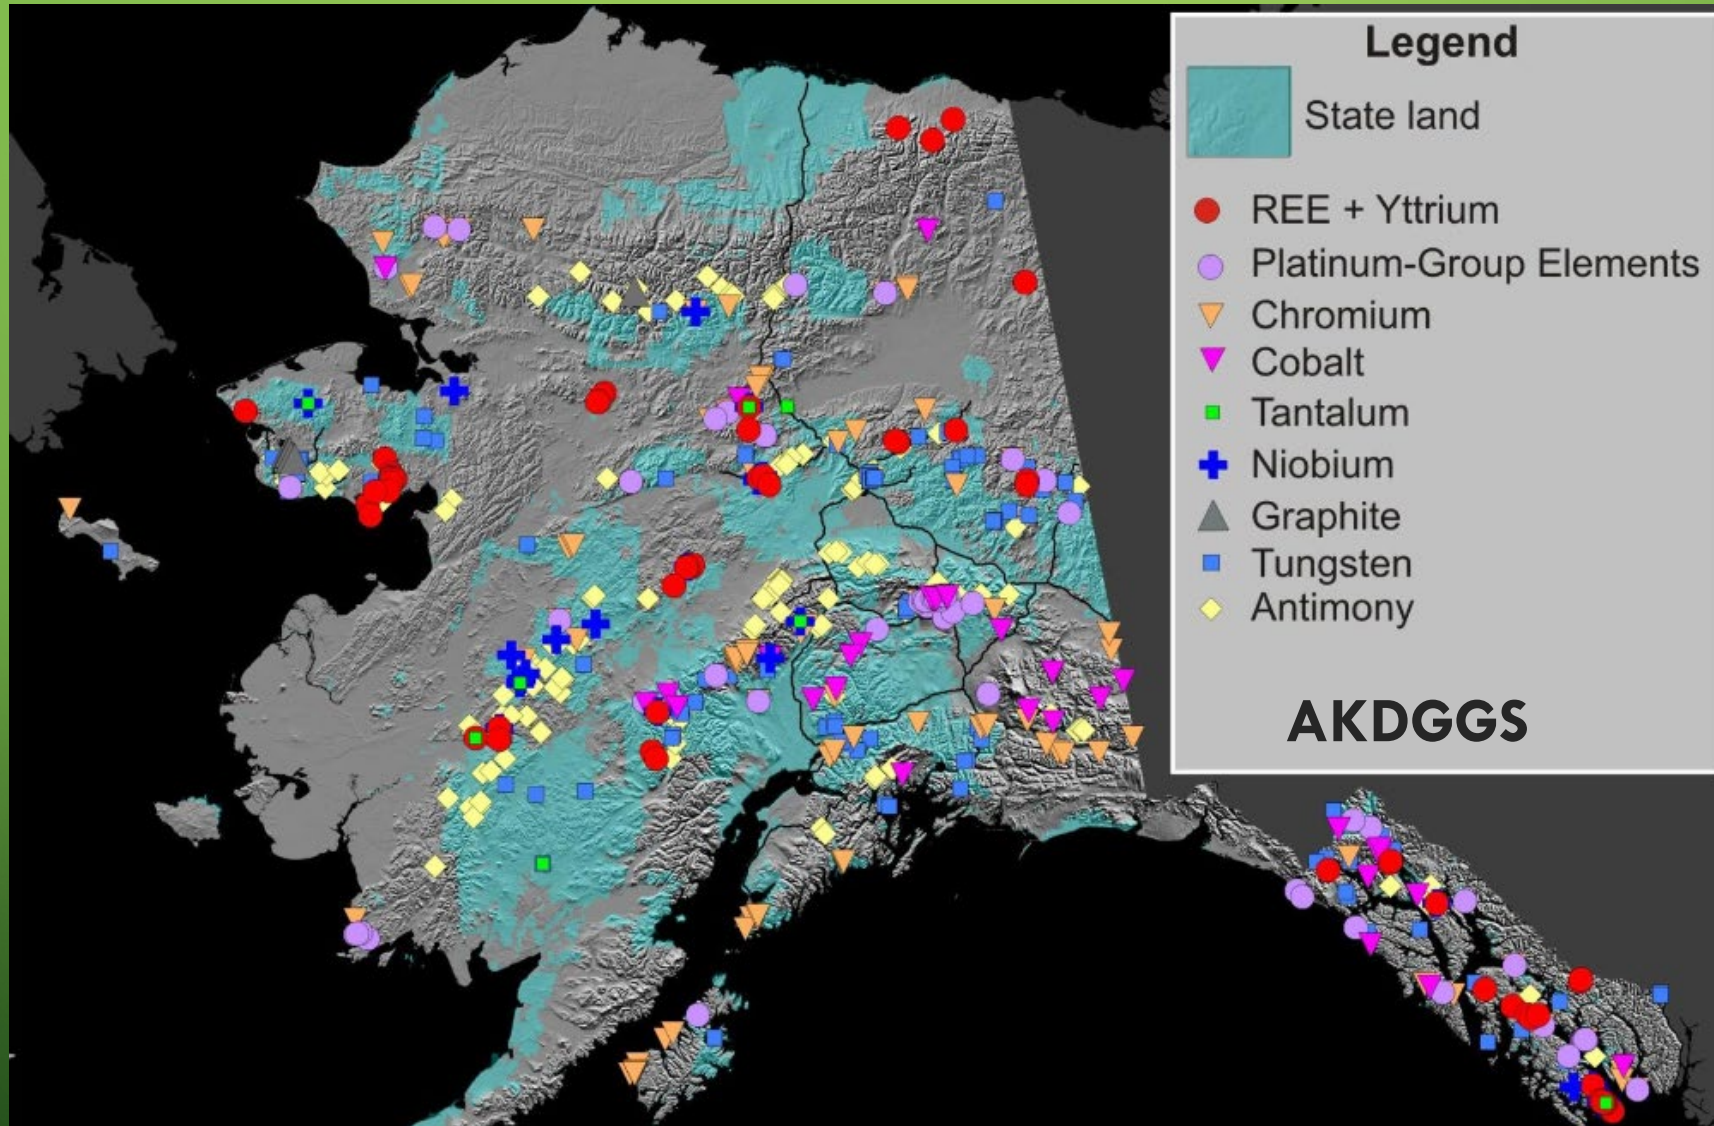 Legend
State land
REE + Yttrium
Platinum-Group Elements
Chromium
Cobalt
Tantalum
Niobium
Graphite
Tungsten
Antimony
AKDGGS